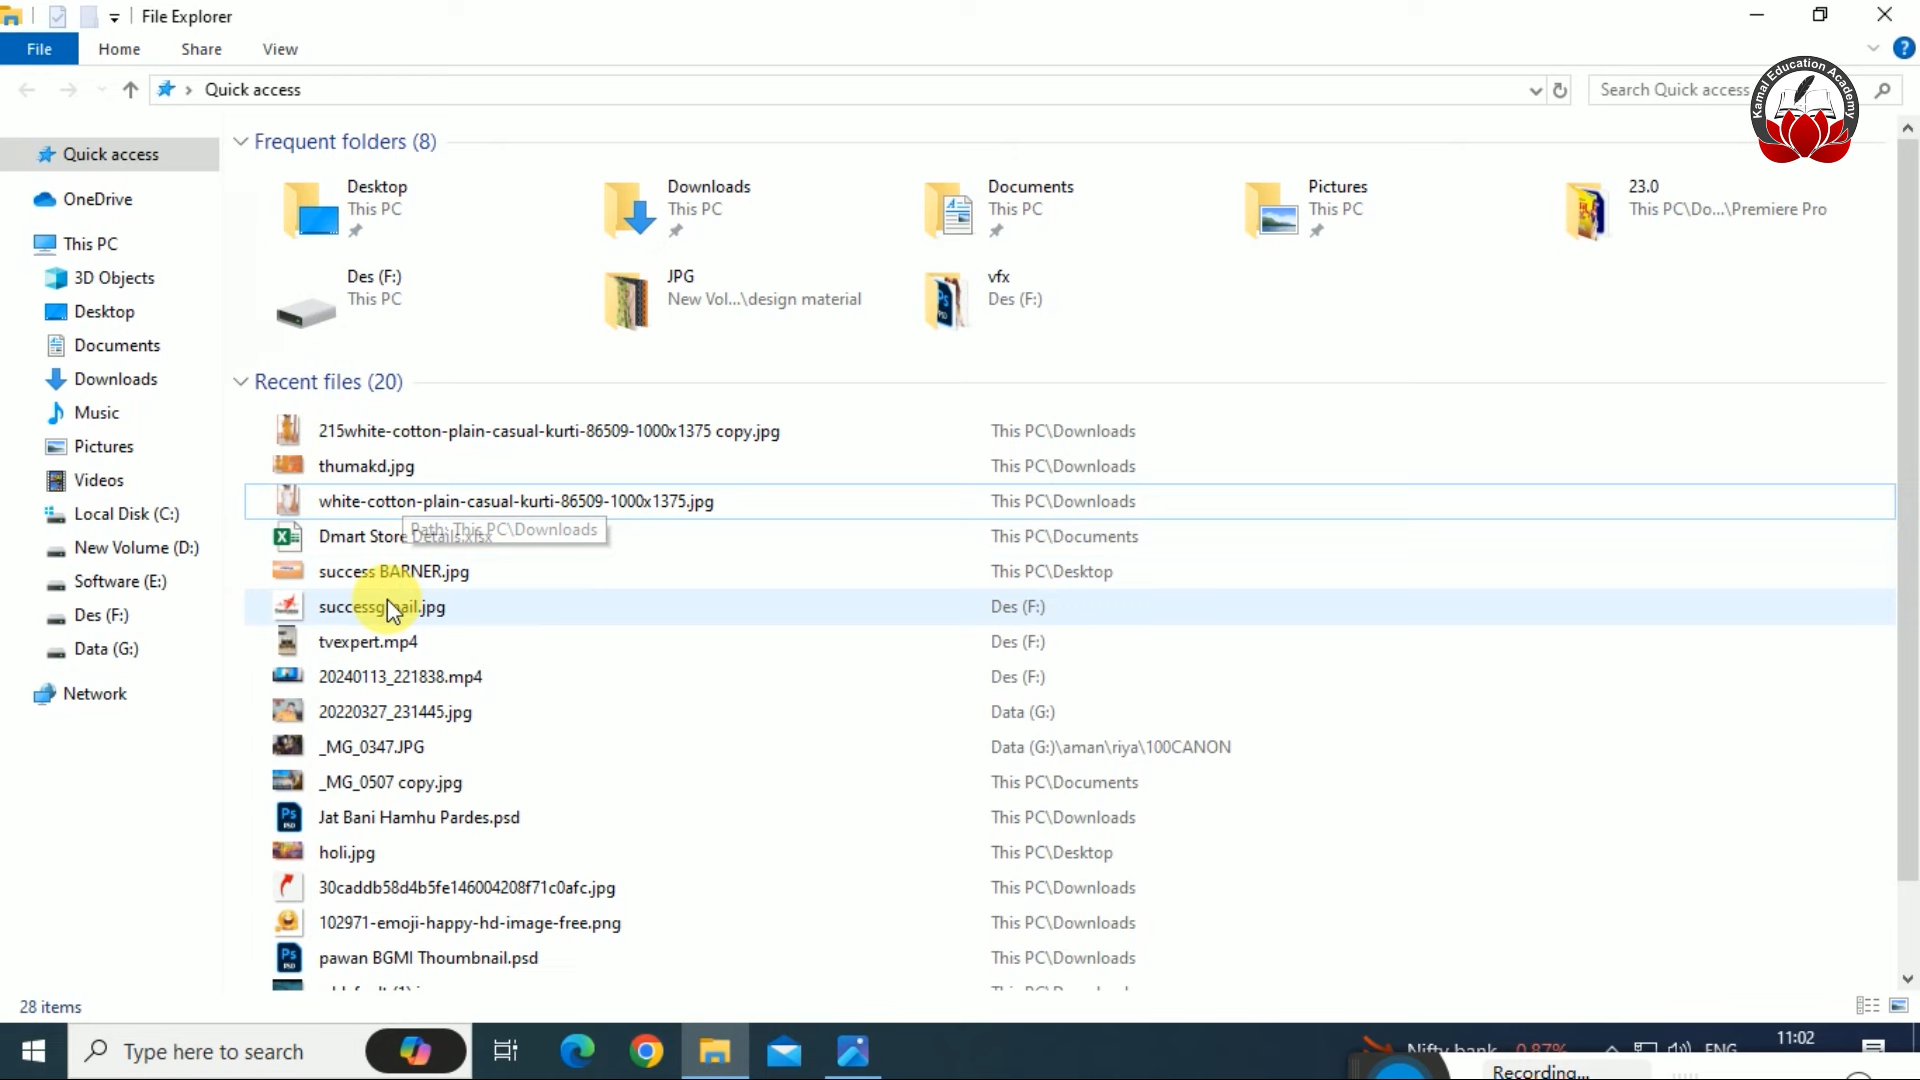 File Explorer
File Home Share View
Quick access
Search Quick access
Kamal Education Academy
Quick access
OneDrive
This PC
3D Objects
Desktop
Documents
Downloads
Music
Pictures
Videos
Local Disk (C:)
New Volume (D:)
Software (E:)
Des (F:)
Data (G:)
Network
Frequent folders (8)
Desktop
This PC
Downloads
This PC
Documents
This PC
Pictures
This PC
23.0
This PC\Do...\Premiere Pro
Des (F:)
This PC
JPG
New Vol...\design material
vfx
Des (F:)
Recent files (20)
215white-cotton-plain-casual-kurti-86509-1000x1375 copy.jpg This PC\Downloads
thumakd.jpg This PC\Downloads
white-cotton-plain-casual-kurti-86509-1000x1375.jpg This PC\Downloads
Path: This PC\Downloads
Dmart Store Details.xlsx This PC\Documents
success BARNER.jpg This PC\Desktop
successgmail.jpg Des (F:)
tvexpert.mp4 Des (F:)
20240113_221838.mp4 Des (F:)
20220327_231445.jpg Data (G:)
_MG_0347.JPG Data (G:)\aman\riya\100CANON
_MG_0507 copy.jpg This PC\Documents
Jat Bani Hamhu Pardes.psd This PC\Downloads
holi.jpg This PC\Desktop
30caddb58d4b5fe146004208f71c0afc.jpg This PC\Downloads
102971-emoji-happy-hd-image-free.png This PC\Downloads
pawan BGMI Thoumbnail.psd This PC\Downloads
28 items
Type here to search
Nifty bank 0.87%
ENG
11:02
Recording...